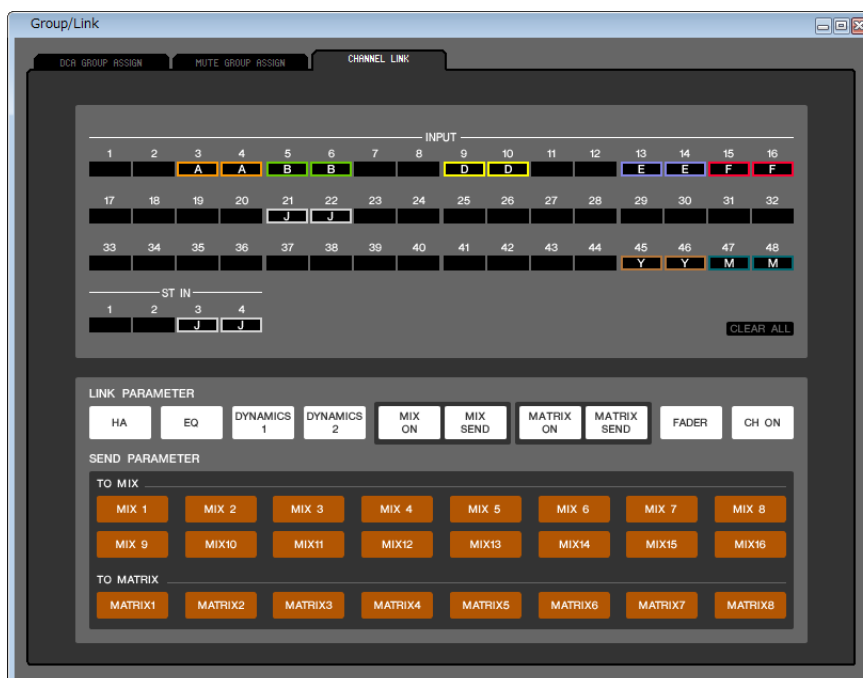 Group/Link
DCA GROUP ASSIGN MUTE GROUP ASSIGN CHANNEL LINK
INPUT
1 2 3 4 5 6 7 8 9 10 11 12 13 14 15 16
A A B B D D E E F F
17 18 19 20 21 22 23 24 25 26 27 28 29 30 31 32
J J
33 34 35 36 37 38 39 40 41 42 43 44 45 46 47 48
Y Y M M
ST IN
1 2 3 4
J J
CLEAR ALL
LINK PARAMETER
HA EQ DYNAMICS 1 DYNAMICS 2 MIX ON MIX SEND MATRIX ON MATRIX SEND FADER CH ON
SEND PARAMETER
TO MIX
MIX 1 MIX 2 MIX 3 MIX 4 MIX 5 MIX 6 MIX 7 MIX 8
MIX 9 MIX10 MIX11 MIX12 MIX13 MIX14 MIX15 MIX16
TO MATRIX
MATRIX1 MATRIX2 MATRIX3 MATRIX4 MATRIX5 MATRIX6 MATRIX7 MATRIX8